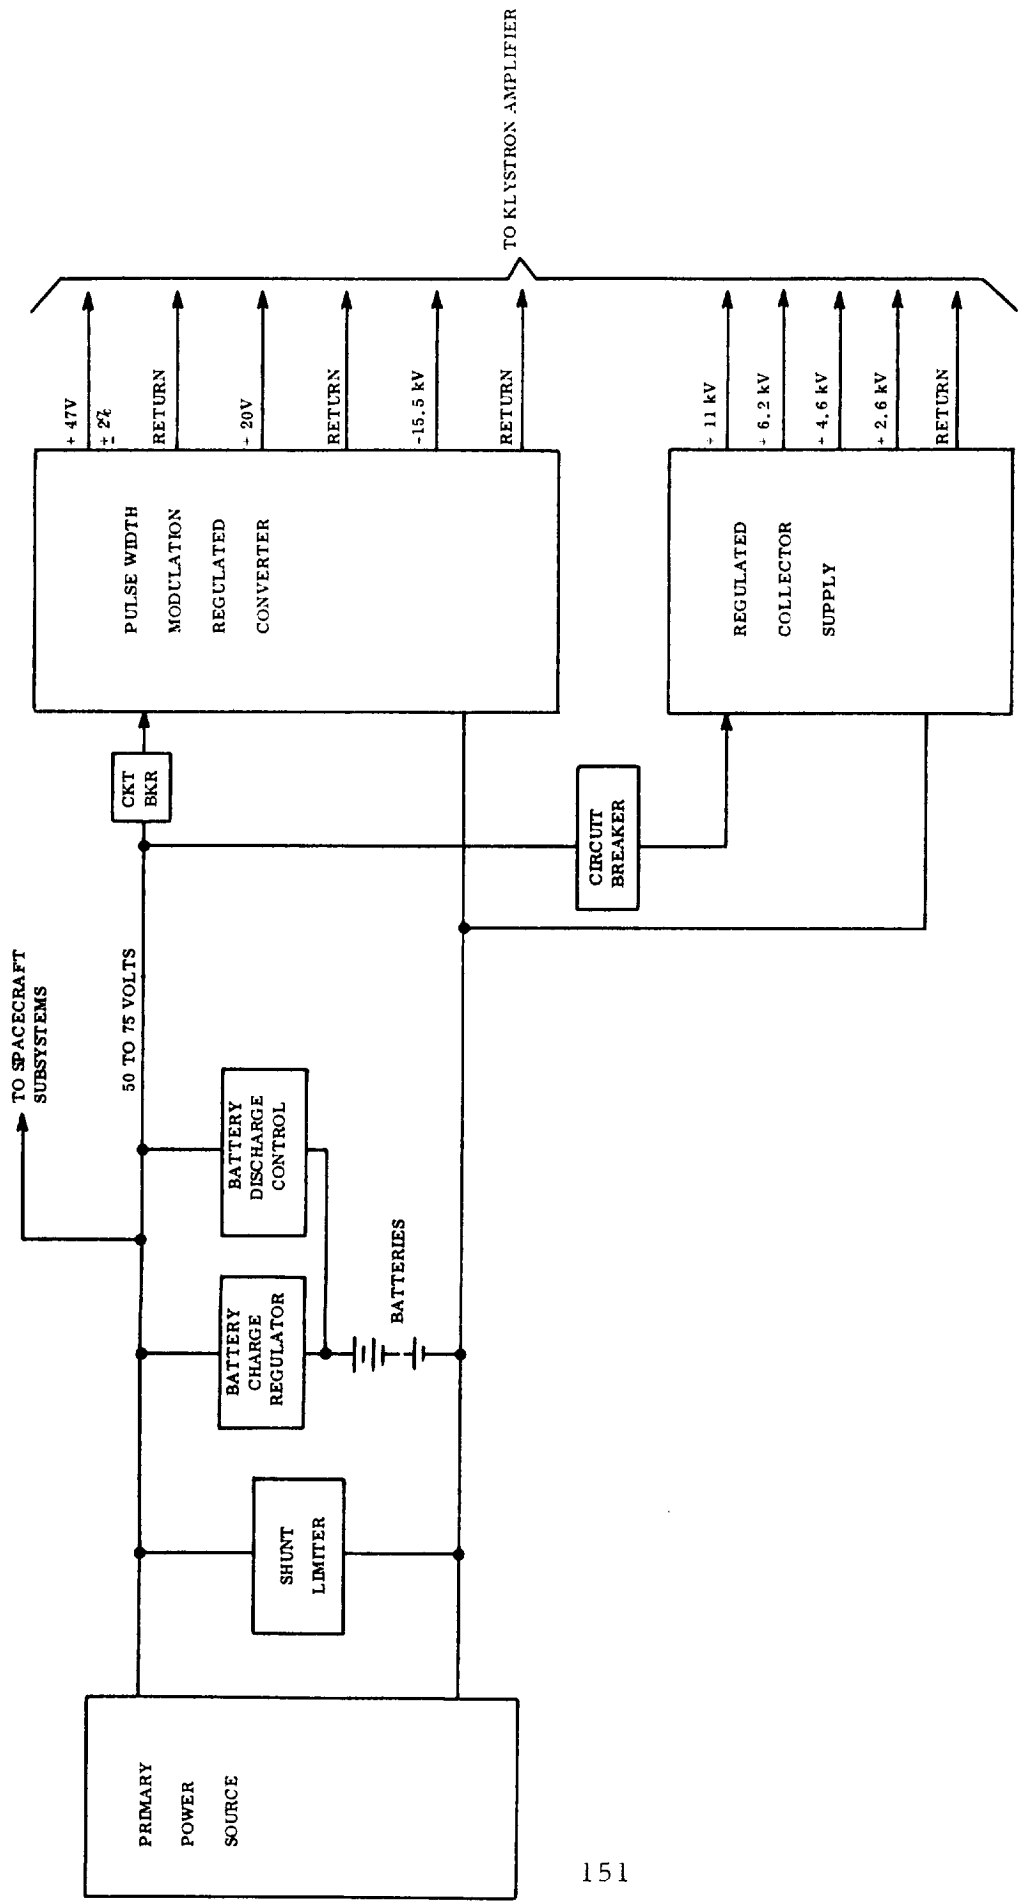 PRIMARY
POWER
SOURCE
SHUNT
LIMITER
BATTERY
CHARGE
REGULATOR
BATTERIES
BATTERY
DISCHARGE
CONTROL
TO SPACECRAFT
SUBSYSTEMS
50 TO 75 VOLTS
CKT
BKR
CIRCUIT
BREAKER
PULSE WIDTH
MODULATION
REGULATED
CONVERTER
+ 47V
± 2%
RETURN
+ 20V
RETURN
-15.5 kV
RETURN
REGULATED
COLLECTOR
SUPPLY
+ 11 kV
+ 6.2 kV
+ 4.6 kV
+ 2.6 kV
RETURN
TO KLYSTRON AMPLIFIER
151